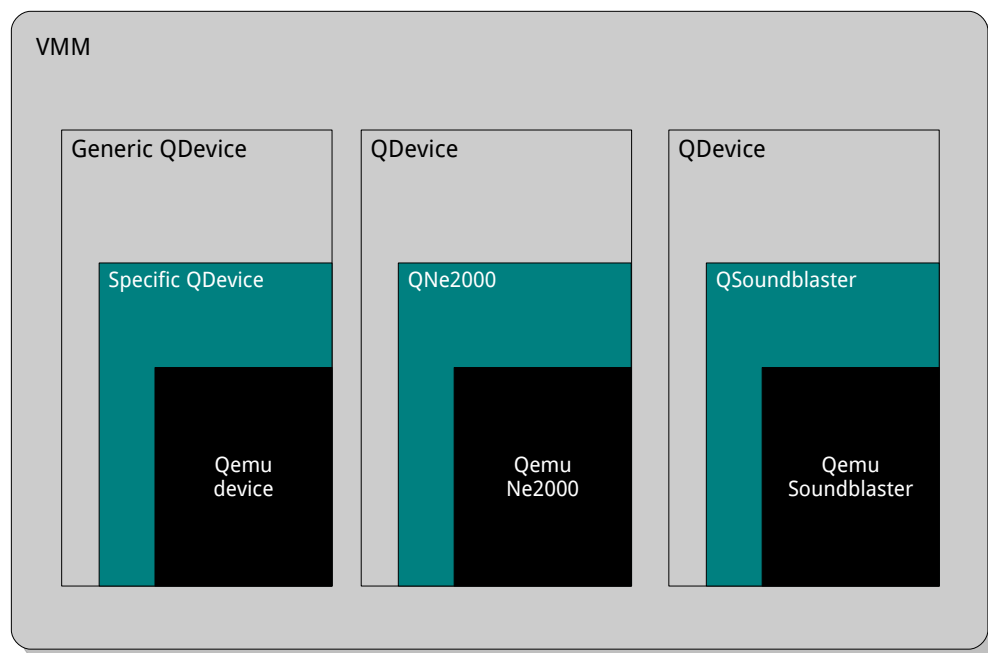 VMM
Generic QDevice
QDevice
QDevice
Specific QDevice
QNe2000
QSoundblaster
Qemu
device
Qemu
Ne2000
Qemu
Soundblaster